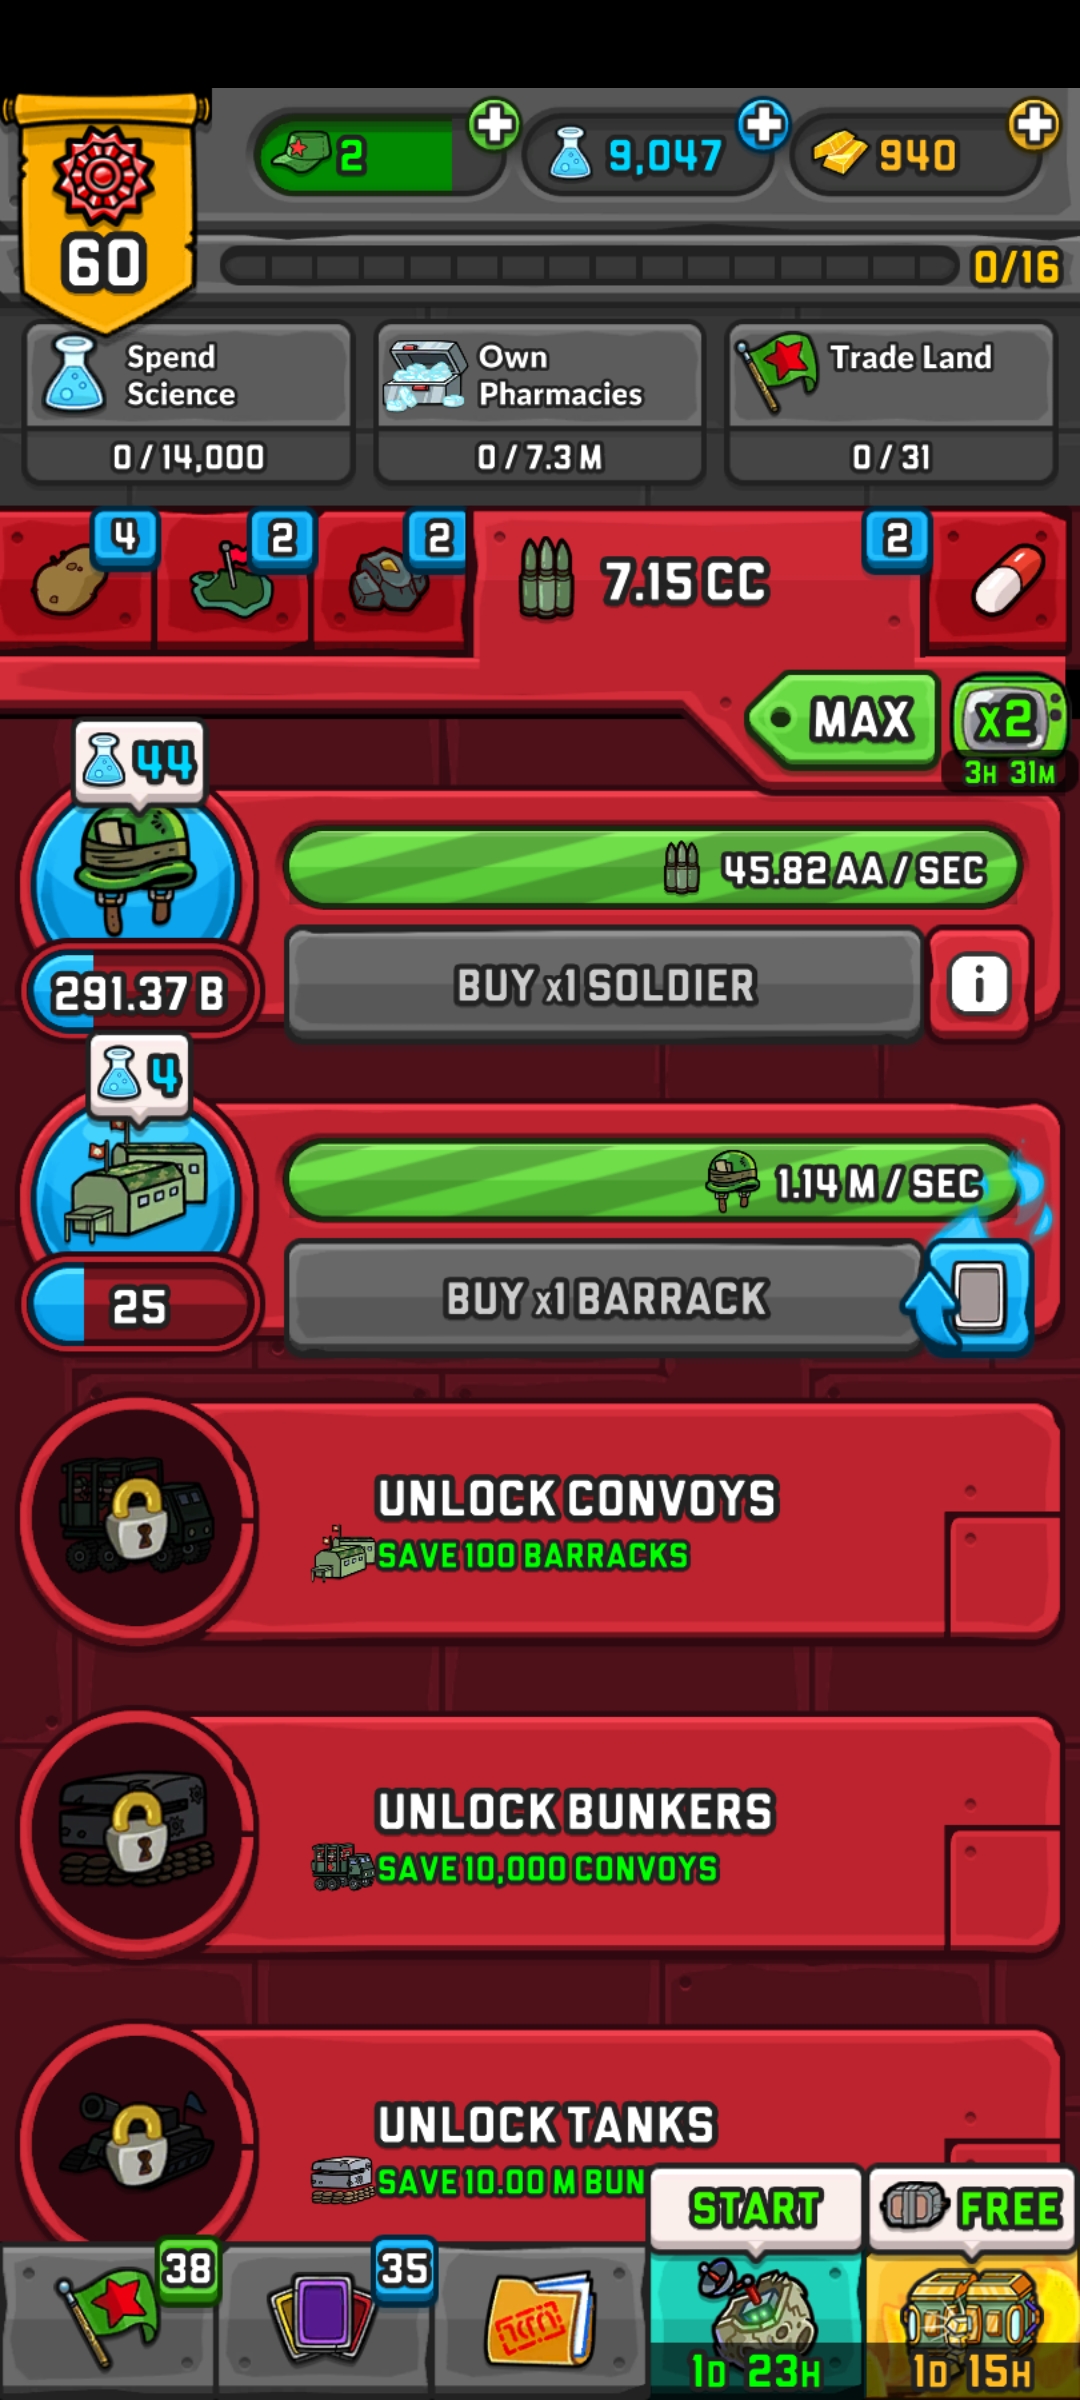 2
9,047
940
60
0/16
Spend
Science
0 / 14,000
Own
Pharmacies
0 / 7.3 M
Trade Land
0 / 31
4
2
2
7.15 CC
2
MAX
x2
3H 31M
44
45.82 AA / SEC
291.37 B
BUY x1 SOLDIER
i
4
1.14 M / SEC
25
BUY x1 BARRACK
UNLOCK CONVOYS
SAVE 100 BARRACKS
UNLOCK BUNKERS
SAVE 10,000 CONVOYS
UNLOCK TANKS
SAVE 10.00 M BUN
START
FREE
38
35
1D 23H
1D 15H